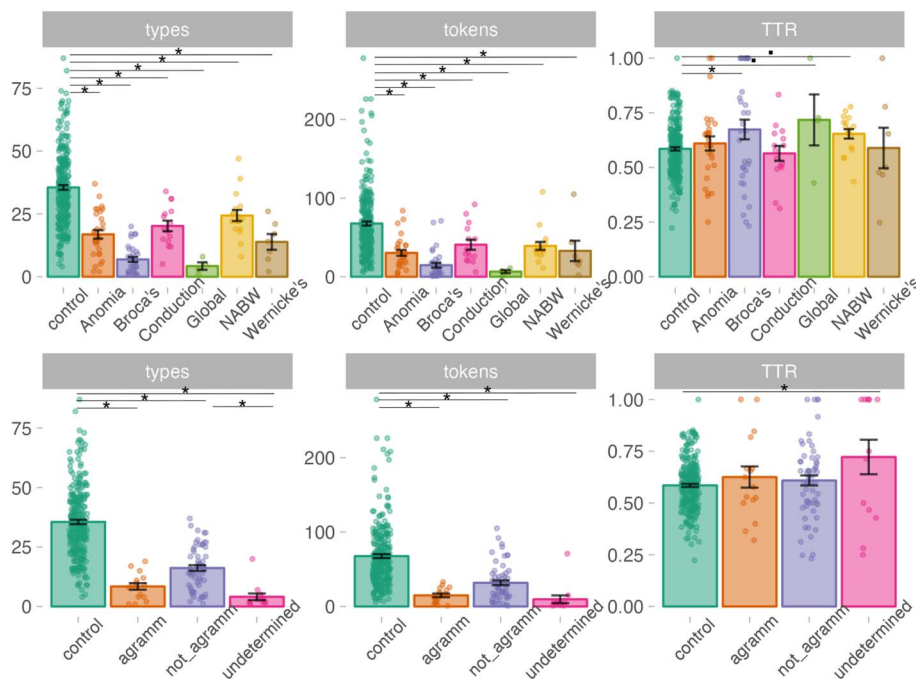 types
tokens
TTR
*
*
*
*
*
*
*
*
*
*
*
*
*
75
50
25
0
200
100
0
1.00
0.75
0.50
0.25
0.00
control
Anomia
Broca's
Conduction
Global
NABW
Wernicke's
control
Anomia
Broca's
Conduction
Global
NABW
Wernicke's
control
Anomia
Broca's
Conduction
Global
NABW
Wernicke's
types
tokens
TTR
*
*
*
*
*
*
*
*
75
50
25
0
200
100
0
1.00
0.75
0.50
0.25
0.00
control
agramm
not_agramm
undetermined
control
agramm
not_agramm
undetermined
control
agramm
not_agramm
undetermined